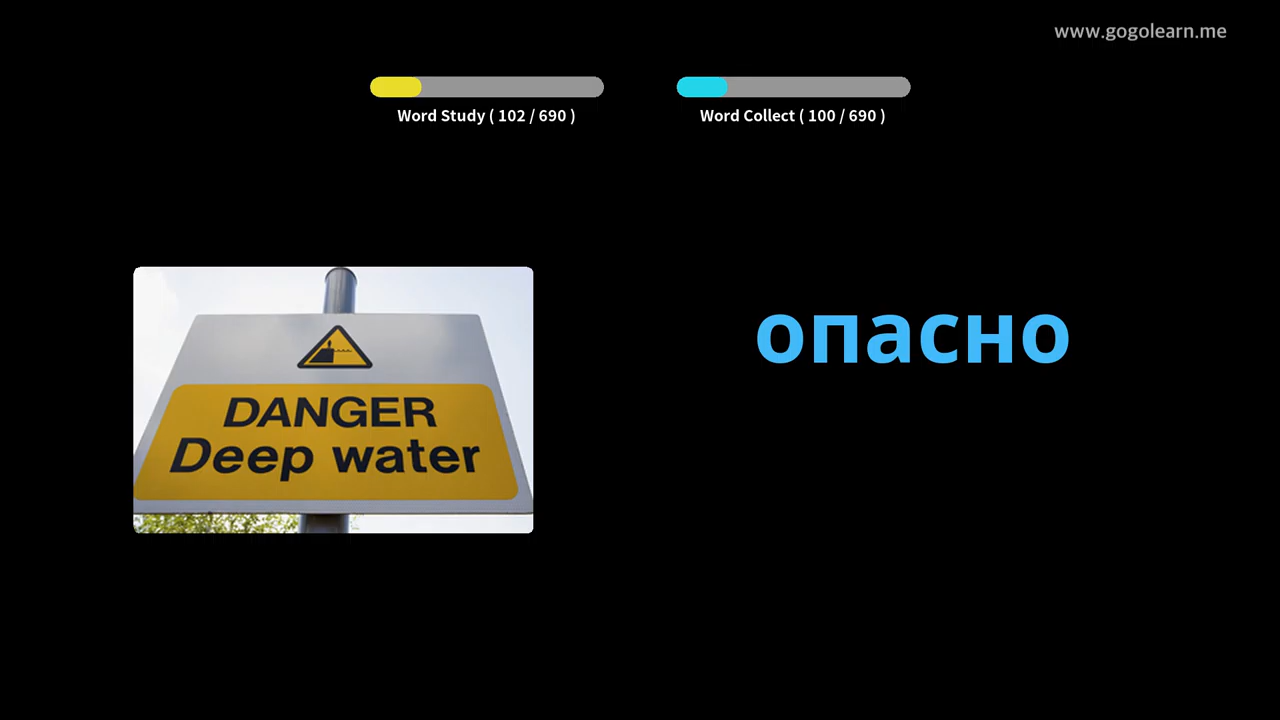 www.gogolearn.me
Word Study ( 102 / 690 )
Word Collect ( 100 / 690 )
DANGER
Deep water
опасно